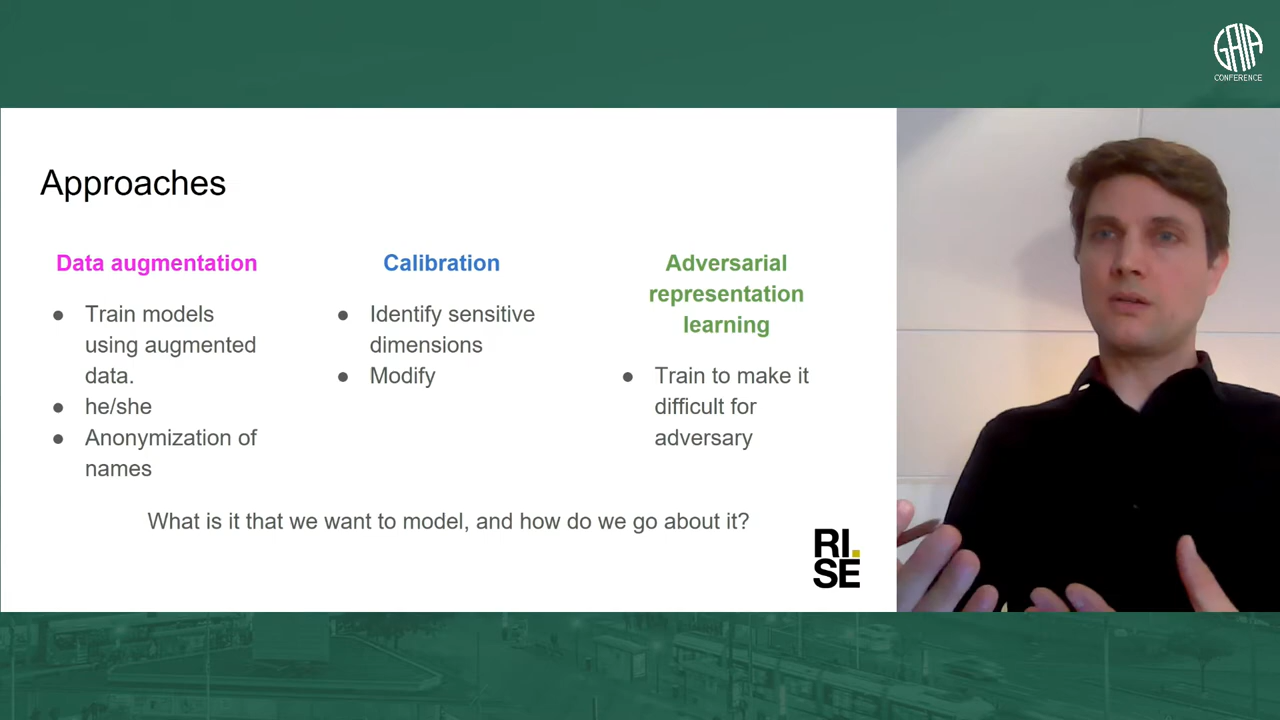 GAIA
CONFERENCE
Approaches
Data augmentation
● Train models
using augmented
data.
● he/she
● Anonymization of
names
Calibration
● Identify sensitive
dimensions
● Modify
Adversarial
representation
learning
● Train to make it
difficult for
adversary
What is it that we want to model, and how do we go about it?
RI.
SE